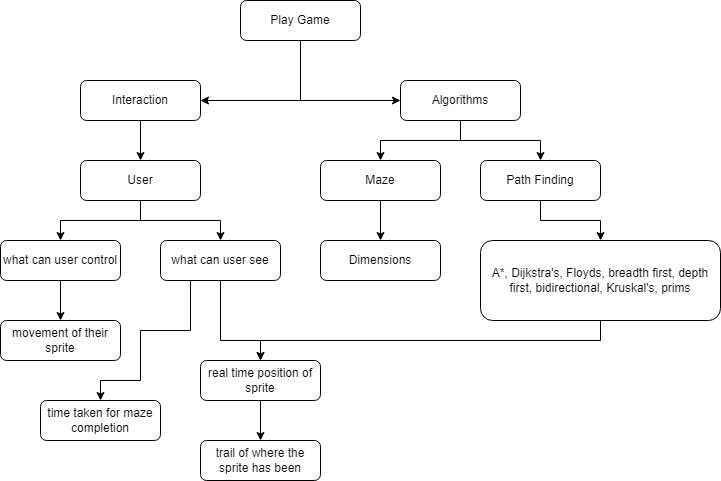 Play Game
Interaction
Algorithms
User
Maze
Path Finding
what can user control
what can user see
Dimensions
A*, Dijkstra's, Floyds, breadth first, depth
first, bidirectional, Kruskal's, prims
movement of their
sprite
real time position of
sprite
time taken for maze
completion
trail of where the
sprite has been